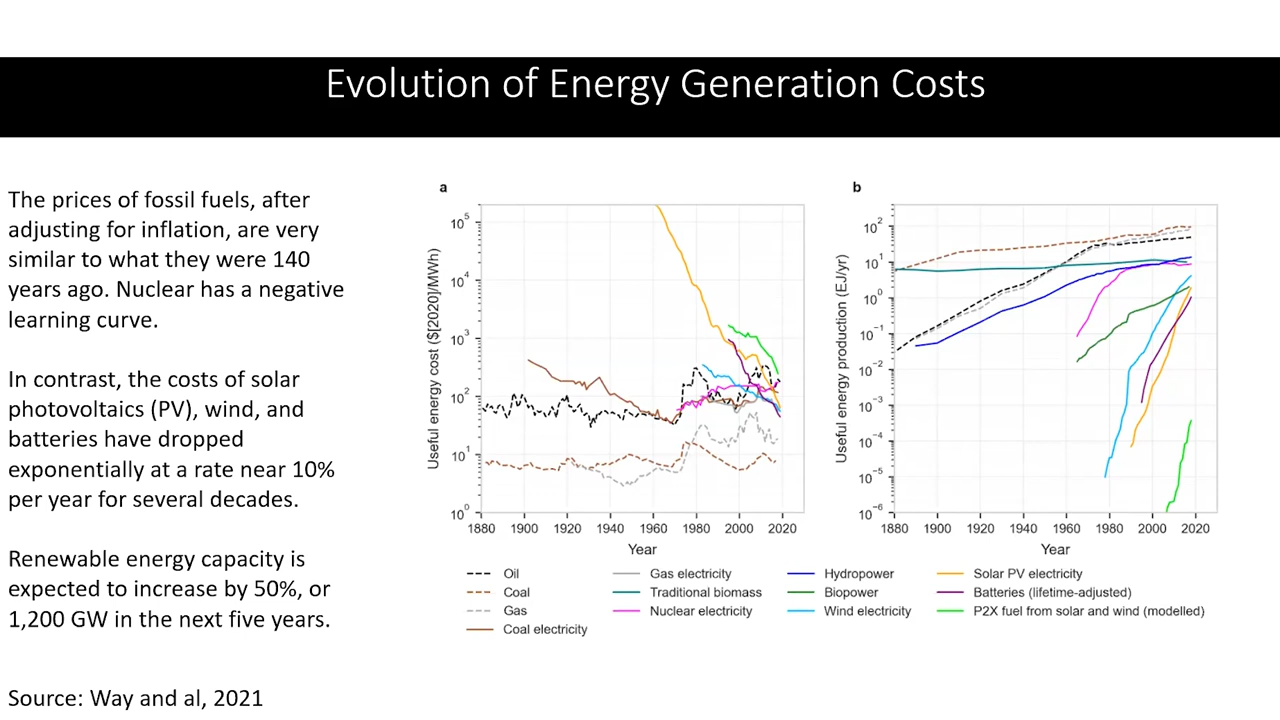 Evolution of Energy Generation Costs
The prices of fossil fuels, after
adjusting for inflation, are very
similar to what they were 140
years ago. Nuclear has a negative
learning curve.
In contrast, the costs of solar
photovoltaics (PV), wind, and
batteries have dropped
exponentially at a rate near 10%
per year for several decades.
Renewable energy capacity is
expected to increase by 50%, or
1,200 GW in the next five years.
Source: Way and al, 2021
a
Useful energy cost ($[2020]/MWh)
10⁵
10⁴
10³
10²
10¹
10⁰
1880 1900 1920 1940 1960 1980 2000 2020
Year
b
Useful energy production (EJ/yr)
10²
10¹
10⁰
10⁻¹
10⁻²
10⁻³
10⁻⁴
10⁻⁵
10⁻⁶
1880 1900 1920 1940 1960 1980 2000 2020
Year
Oil
Coal
Gas
Coal electricity
Gas electricity
Traditional biomass
Nuclear electricity
Hydropower
Biopower
Wind electricity
Solar PV electricity
Batteries (lifetime-adjusted)
P2X fuel from solar and wind (modelled)